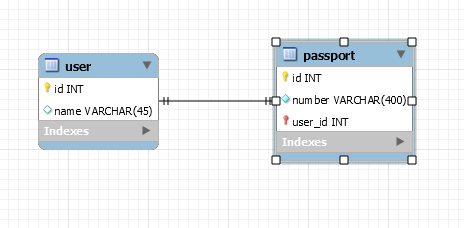 user
id INT
name VARCHAR(45)
Indexes
passport
id INT
number VARCHAR(400)
user_id INT
Indexes